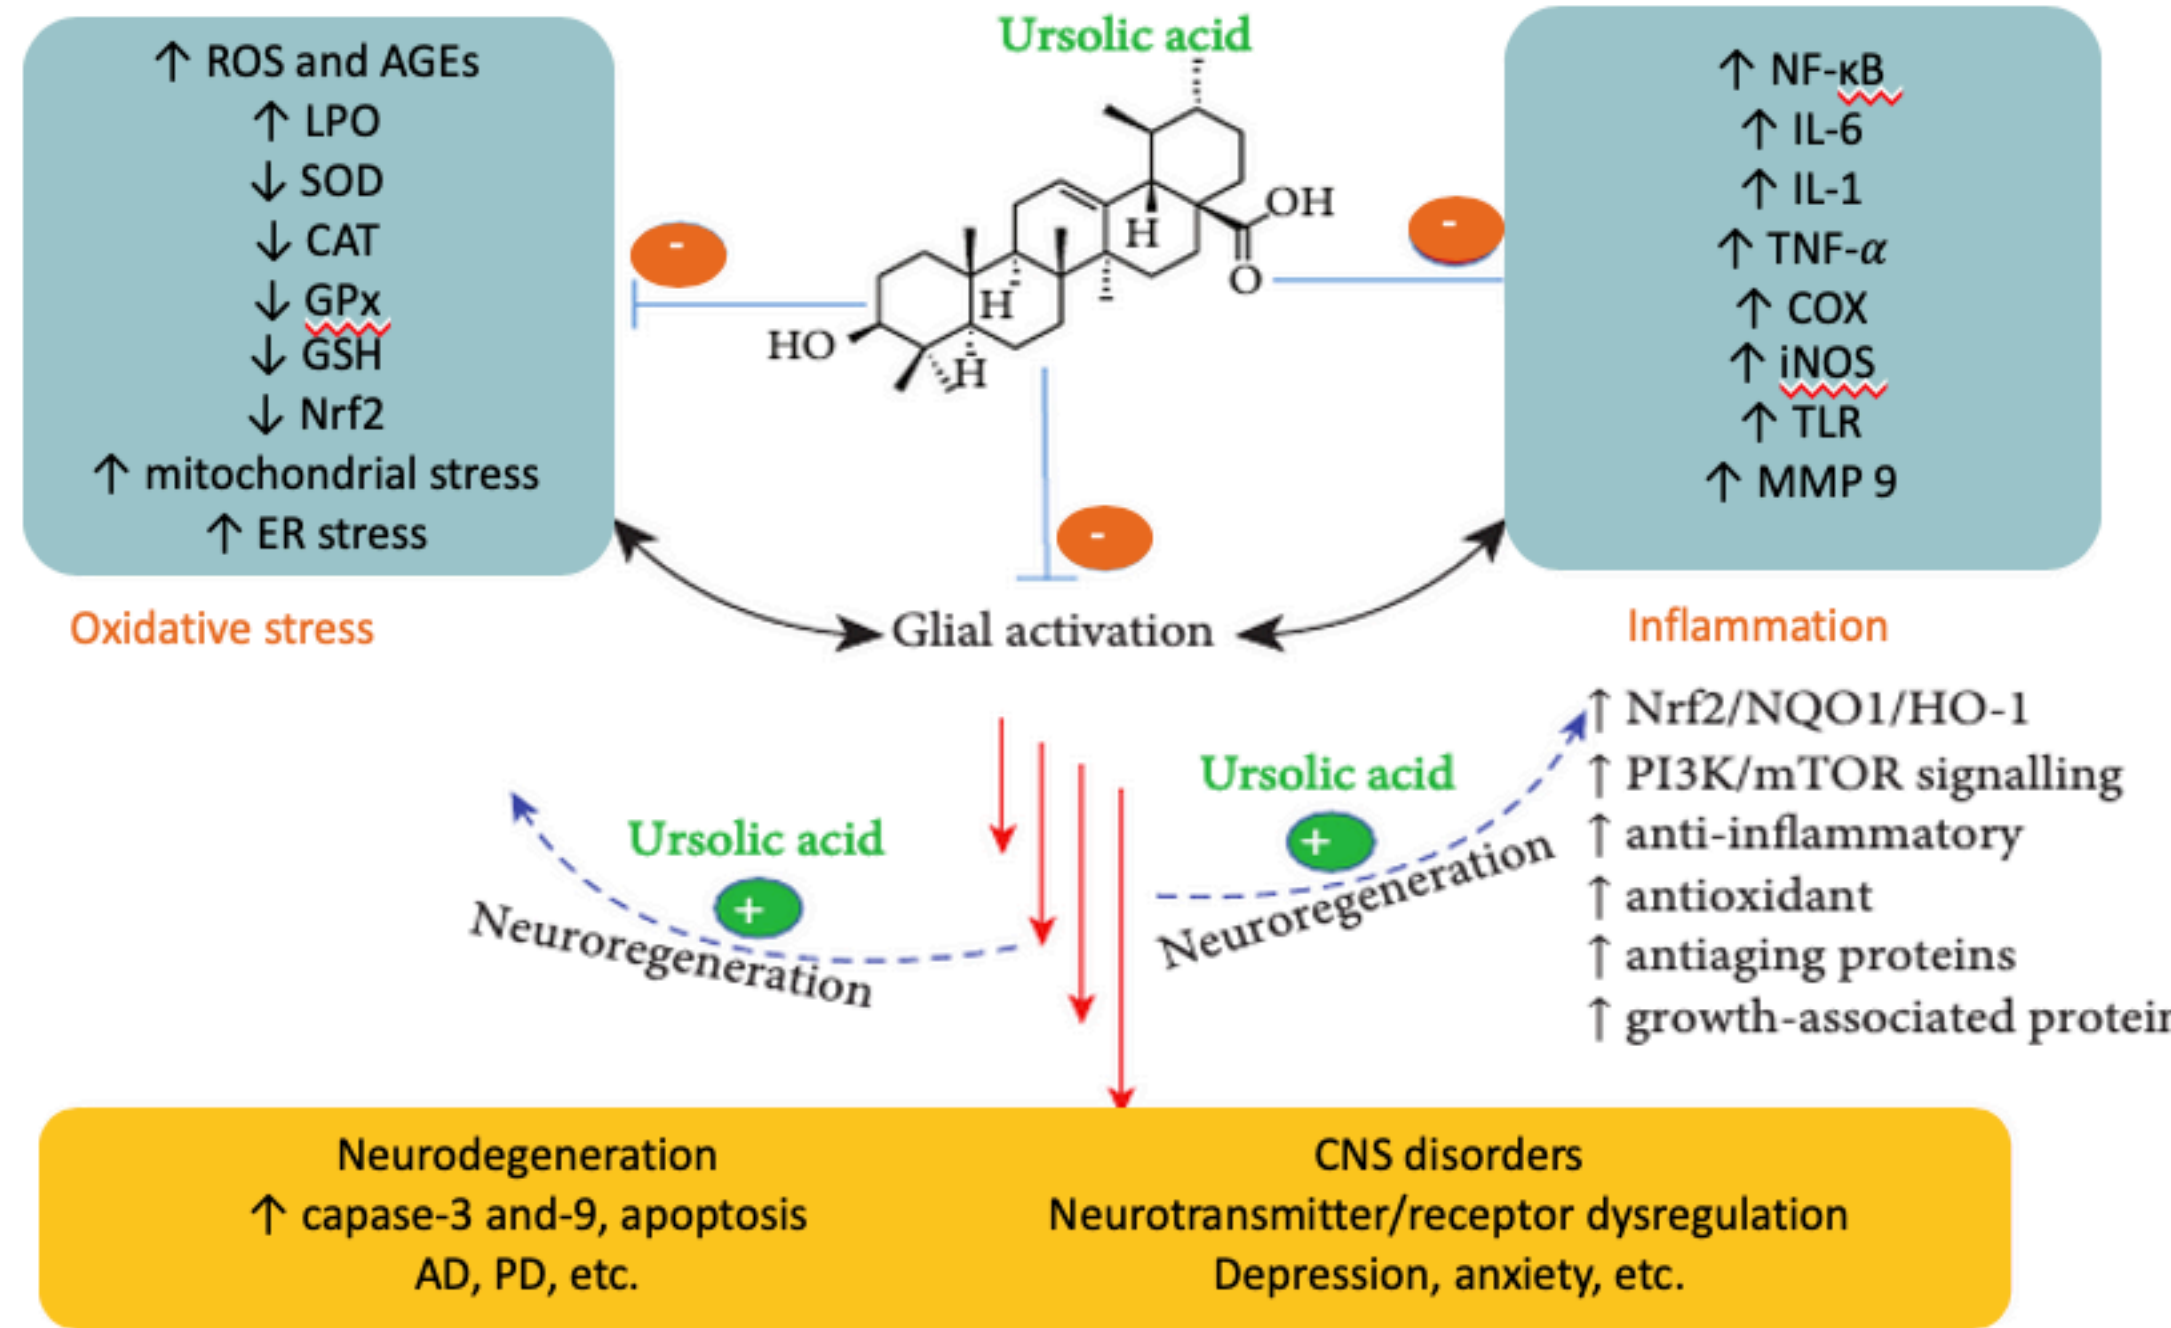 Ursolic acid
↑ ROS and AGEs
↑ LPO
↓ SOD
↓ CAT
↓ GPx
↓ GSH
↓ Nrf2
↑ mitochondrial stress
↑ ER stress
Oxidative stress
-
HO
H
H
H
OH
O
-
-
↑ NF-κB
↑ IL-6
↑ IL-1
↑ TNF-α
↑ COX
↑ iNOS
↑ TLR
↑ MMP 9
Inflammation
Glial activation
Ursolic acid
+
Neuroregeneration
Ursolic acid
+
Neuroregeneration
↑ Nrf2/NQO1/HO-1
↑ PI3K/mTOR signalling
↑ anti-inflammatory
↑ antioxidant
↑ antiaging proteins
↑ growth-associated protein
Neurodegeneration
↑ capase-3 and-9, apoptosis
AD, PD, etc.
CNS disorders
Neurotransmitter/receptor dysregulation
Depression, anxiety, etc.